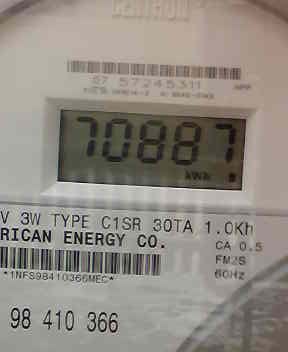 CENTRON
67 57245311
70887
kWh
V 3W TYPE C1SR 30TA 1.0Kh
RICAN ENERGY CO.
CA 0.5
FM2S
60Hz
*1NFS98410366MEC*
98 410 366